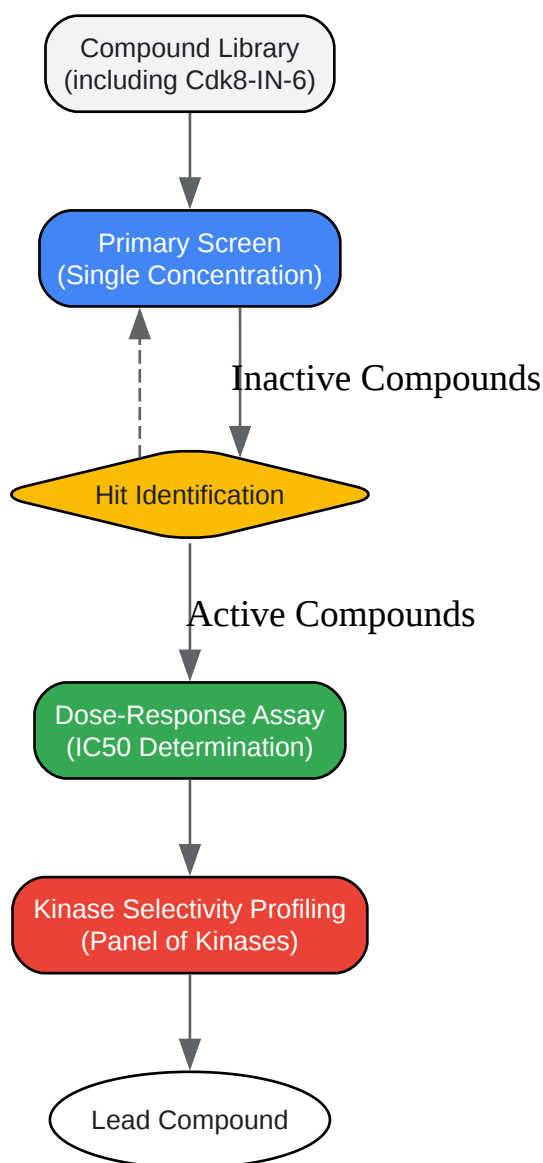 Compound Library
(including Cdk8-IN-6)
Primary Screen
(Single Concentration)
Inactive Compounds
Hit Identification
Active Compounds
Dose-Response Assay
(IC50 Determination)
Kinase Selectivity Profiling
(Panel of Kinases)
Lead Compound